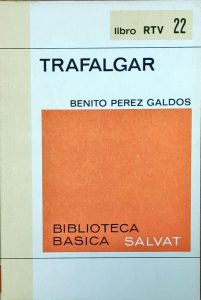 libro RTV 22
TRAFALGAR
BENITO PEREZ GALDOS
BIBLIOTECA
BASICA SALVAT